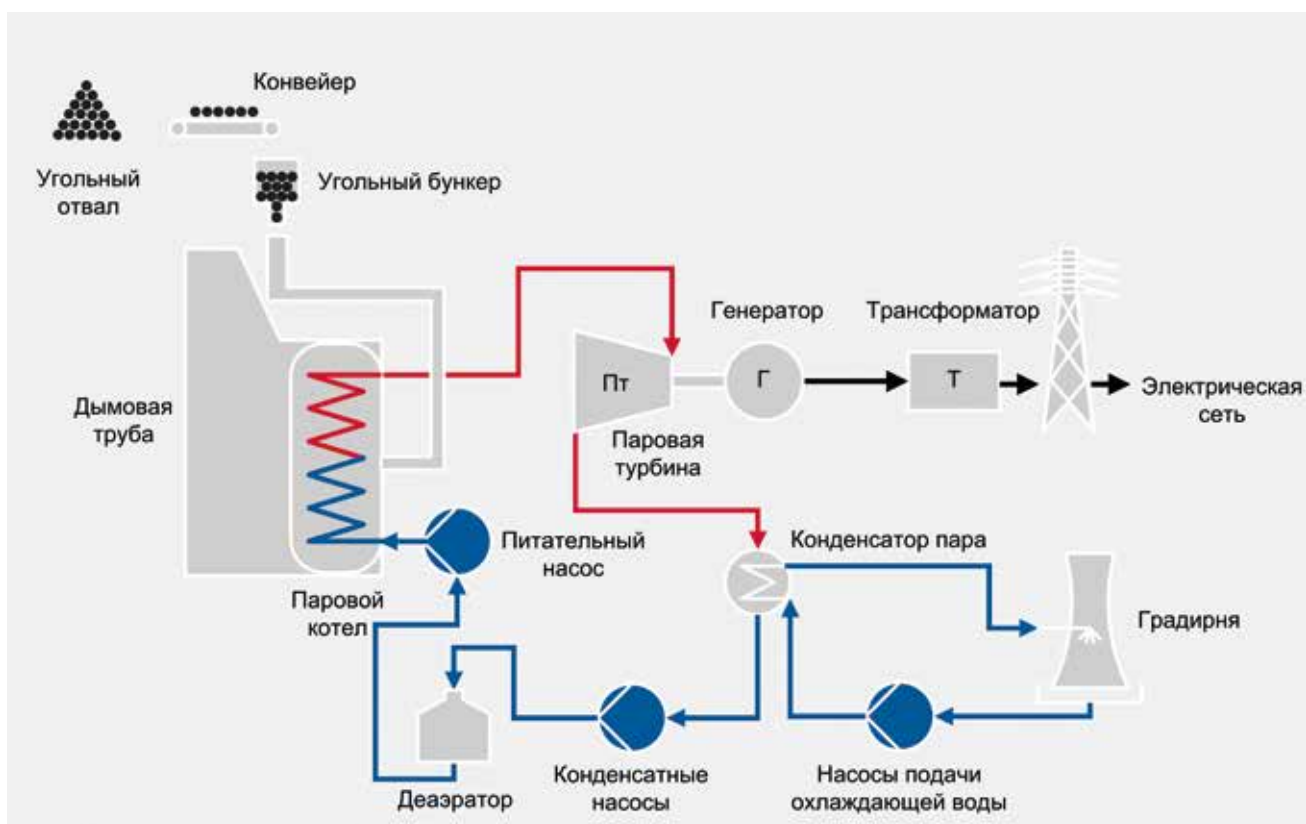 Конвейер
Угольный
отвал
Угольный бункер
Генератор
Трансформатор
Пт
Г
Т
Электрическая
сеть
Дымовая
труба
Паровая
турбина
Питательный
насос
Конденсатор пара
Паровой
котел
Градирня
Деаэратор
Конденсатные
насосы
Насосы подачи
охлаждающей воды